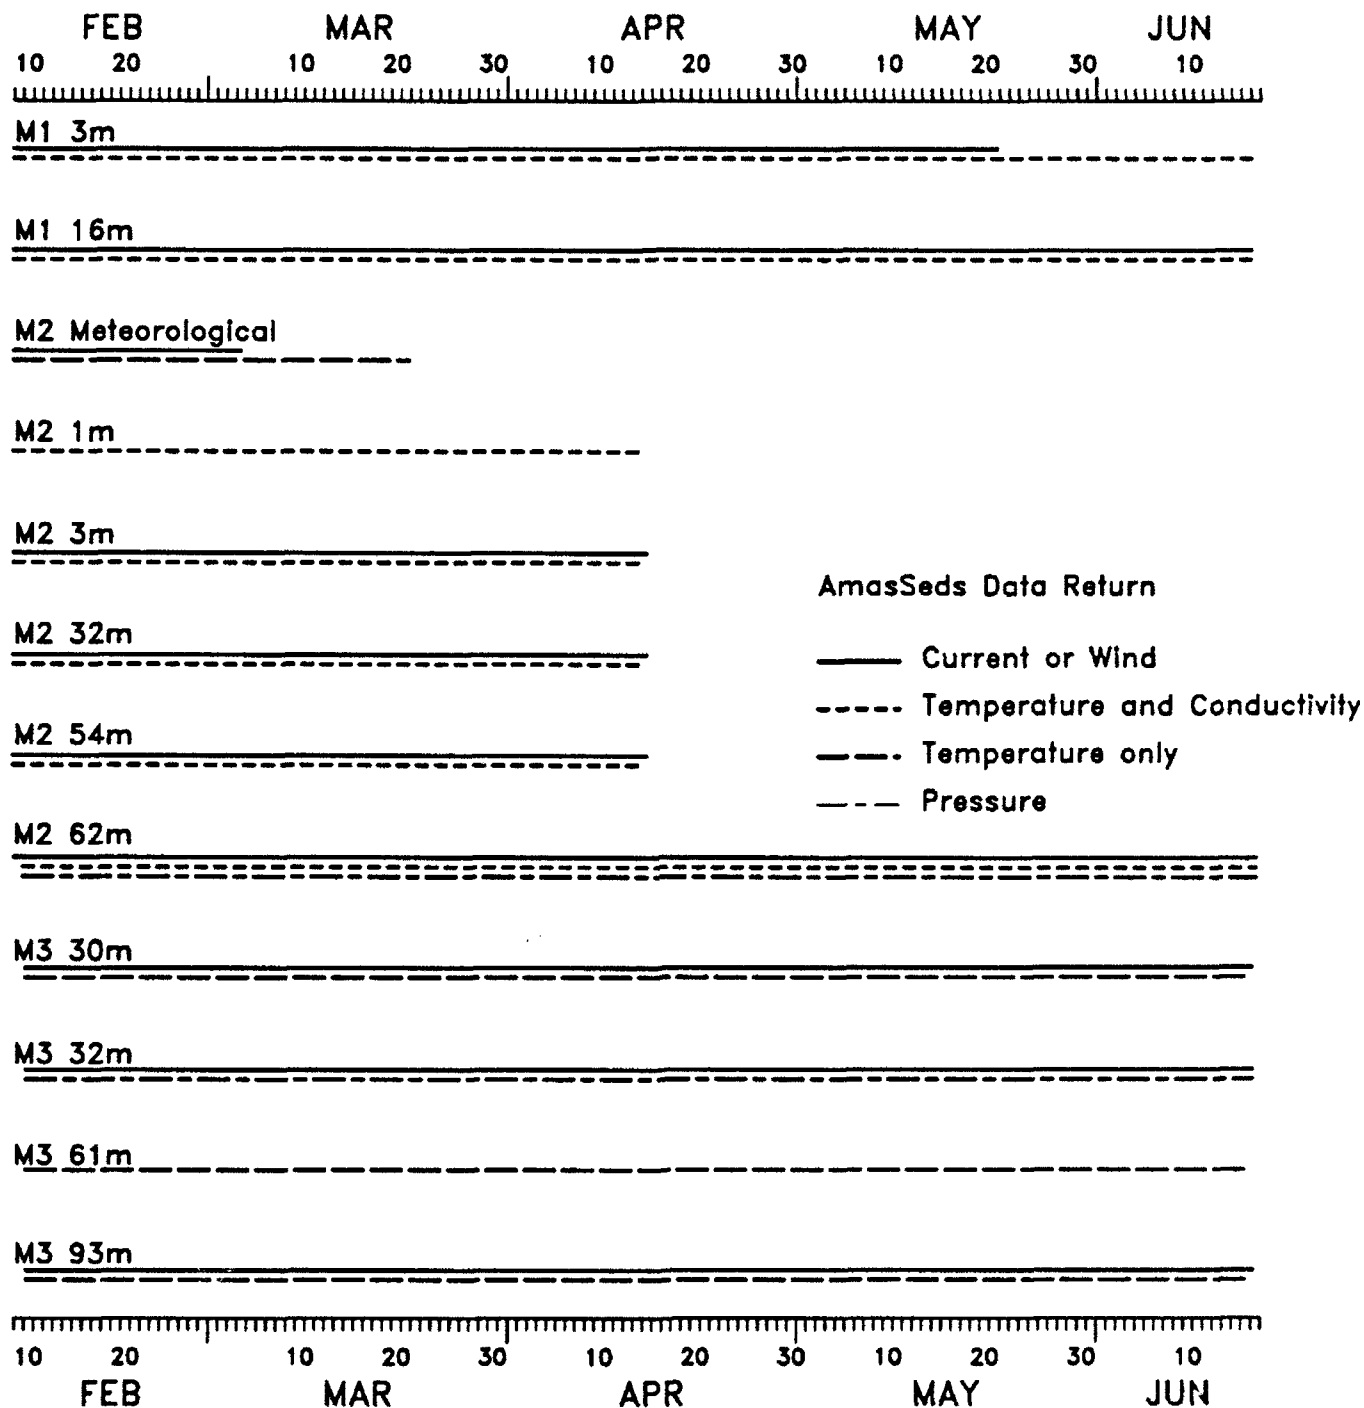 FEB MAR APR MAY JUN
10 20 10 20 30 10 20 30 10 20 30 10
M1 3m
M1 16m
M2 Meteorological
M2 1m
M2 3m
AmasSeds Data Return
M2 32m
Current or Wind
Temperature and Conductivity
M2 54m
Temperature only
Pressure
M2 62m
M3 30m
M3 32m
M3 61m
M3 93m
10 20 10 20 30 10 20 30 10 20 30 10
FEB MAR APR MAY JUN